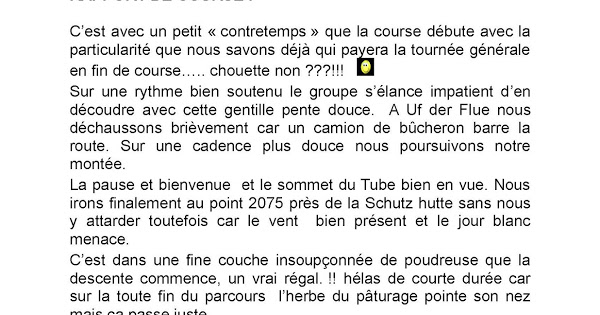 C’est avec un petit « contretemps » que la course débute avec la
particularité que nous savons déjà qui payera la tournée générale
en fin de course….. chouette non ???!!!
Sur une rythme bien soutenu le groupe s’élance impatient d’en
découdre avec cette gentille pente douce.  A Uf der Flue nous
déchaussons brièvement car un camion de bûcheron barre la
route. Sur une cadence plus douce nous poursuivons notre
montée.
La pause et bienvenue  et le sommet du Tube bien en vue. Nous
irons finalement au point 2075 près de la Schutz hutte sans nous
y attarder toutefois car le vent  bien présent et le jour blanc
menace.
C’est dans une fine couche insoupçonnée de poudreuse que la
descente commence, un vrai régal. !! hélas de courte durée car
sur la toute fin du parcours  l’herbe du pâturage pointe son nez
mais ça passe juste